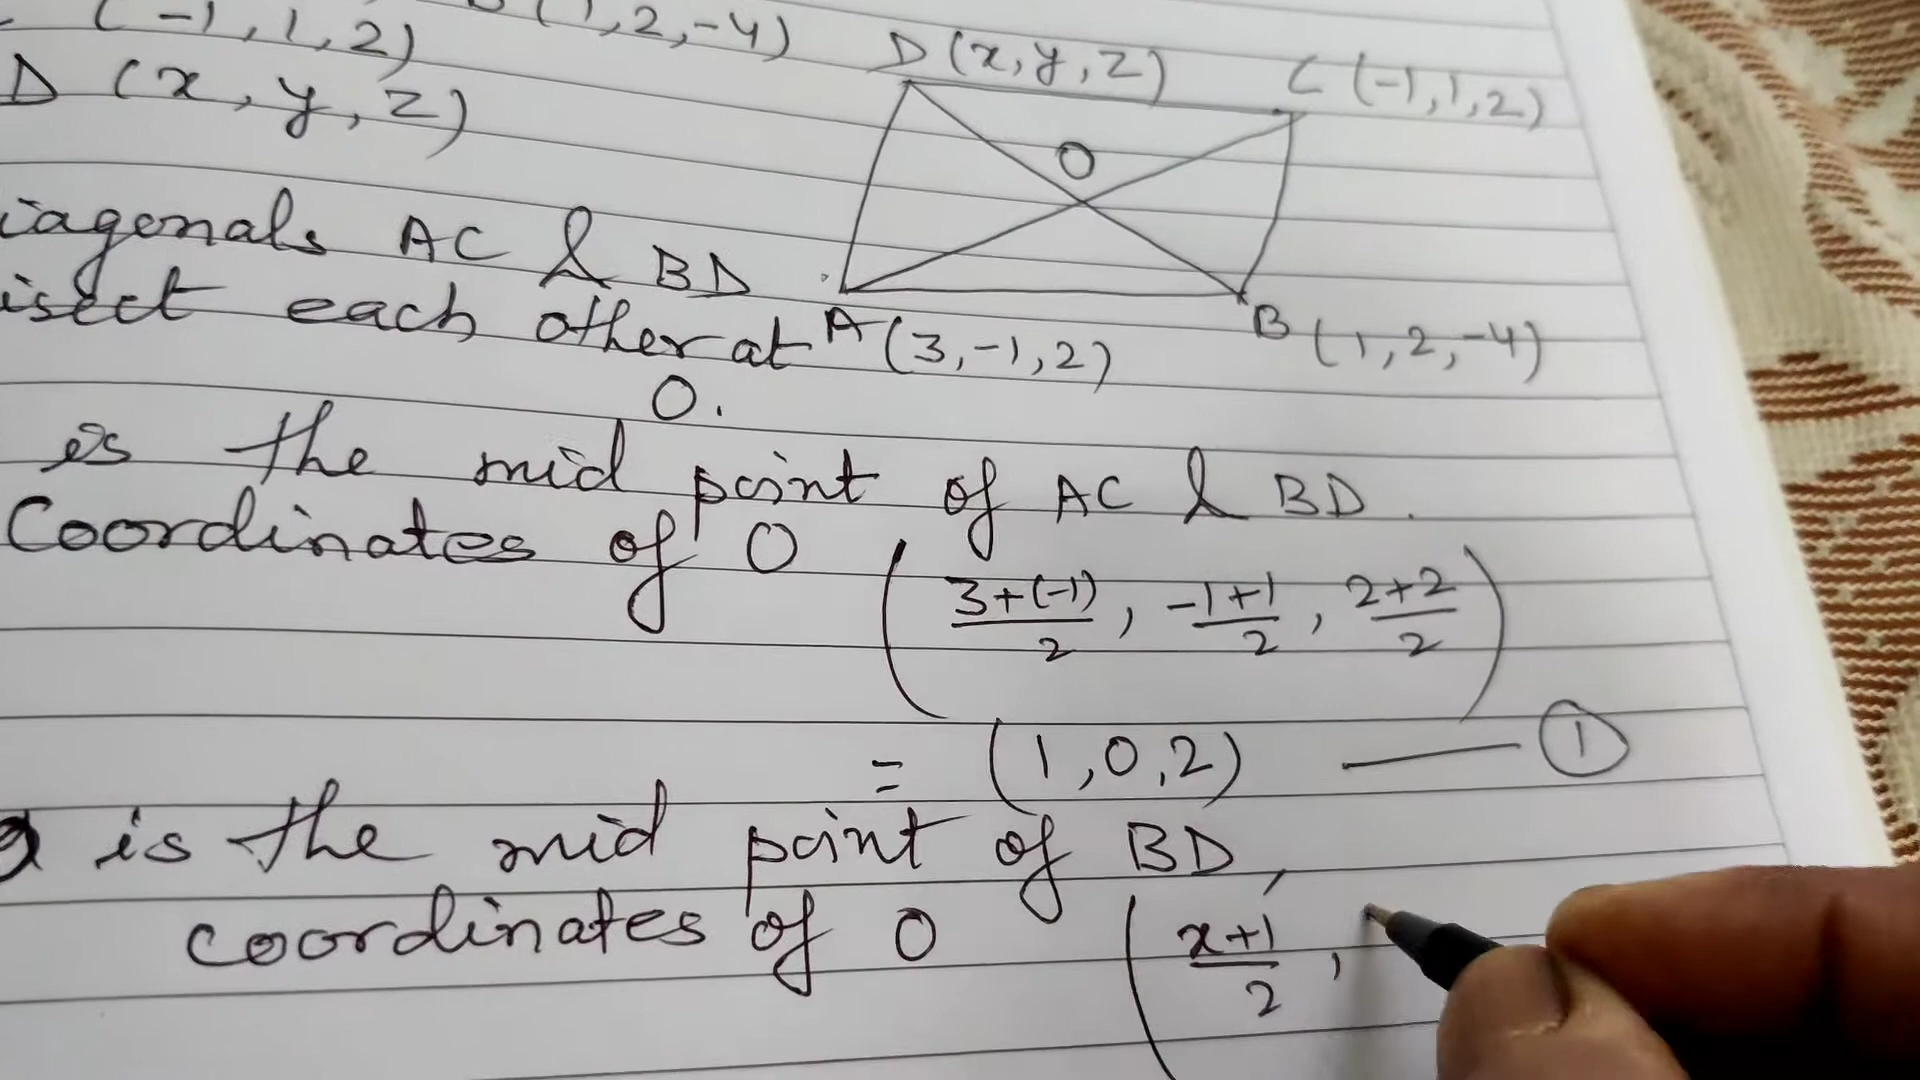 (-1, 1, 2) (1, 2, -4)
D (x, y, z)
D (x, y, z) C (-1, 1, 2)
O
A (3, -1, 2) B (1, 2, -4)
iagonals AC & BD
isect each other at
O.
is the mid point of AC & BD.
Coordinates of O ( 3+(-1)/2 , -1+1/2 , 2+2/2 )
= (1, 0, 2) — ①
is the mid point of BD,
coordinates of O ( x+1/2 ,